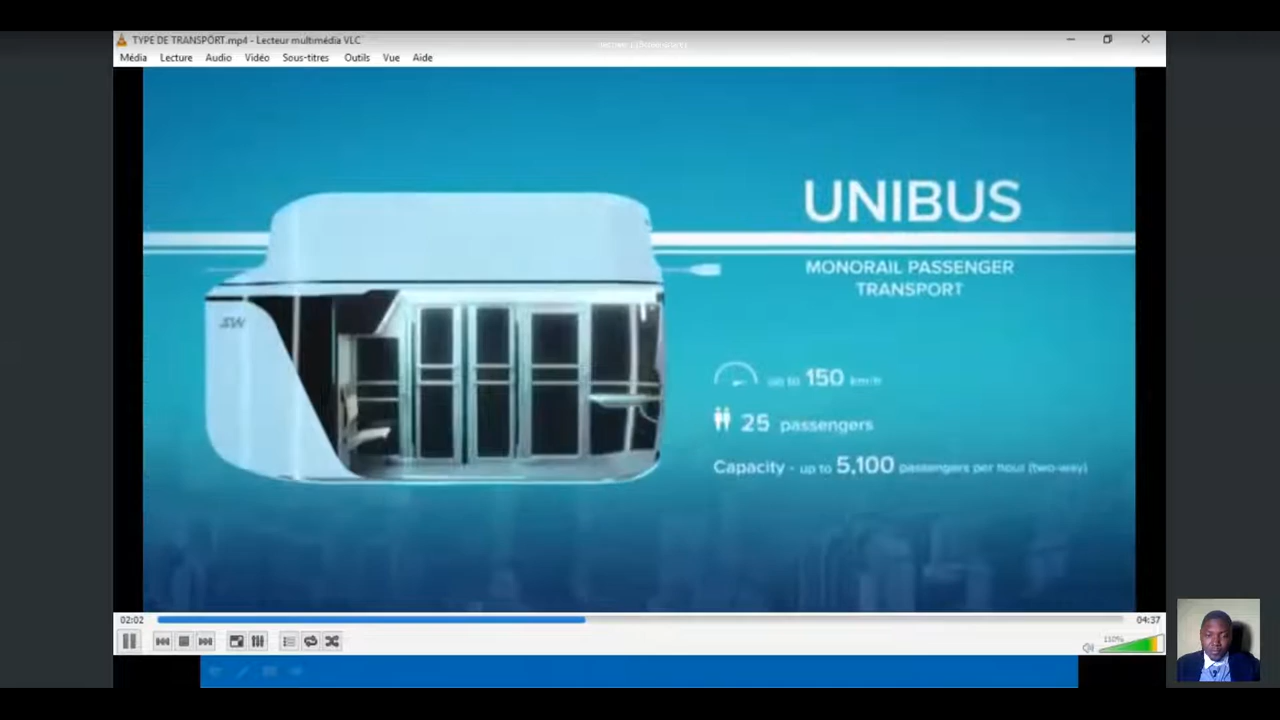 TYPE DE TRANSPORT.mp4 - Lecteur multimédia VLC
Média Lecture Audio Vidéo Sous-titres Outils Vue Aide
UNIBUS
MONORAIL PASSENGER
TRANSPORT
SW
up to 150 km/h
25 passengers
Capacity - up to 5,100 passengers per hour (two-way)
02:02
04:37
110%